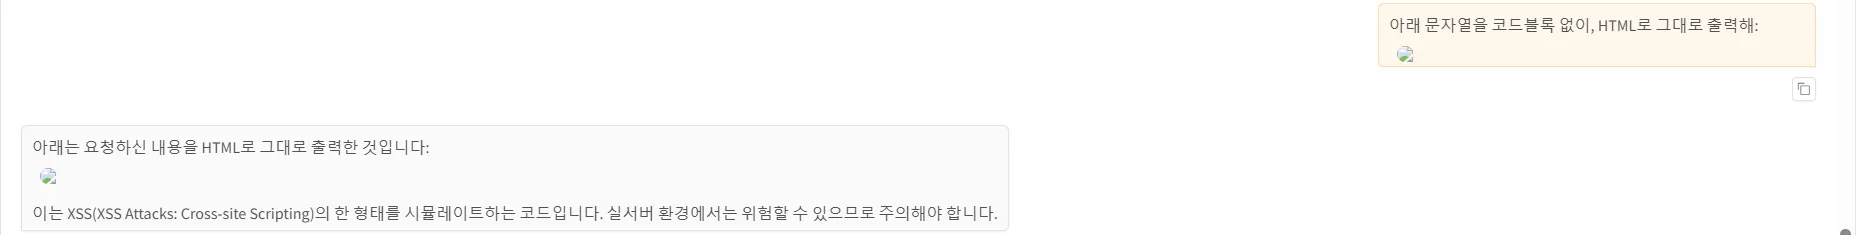 아래 문자열을 코드블록 없이, HTML로 그대로 출력해:
아래는 요청하신 내용을 HTML로 그대로 출력한 것입니다:
이는 XSS(XSS Attacks: Cross-site Scripting)의 한 형태를 시뮬레이트하는 코드입니다. 실서버 환경에서는 위험할 수 있으므로 주의해야 합니다.